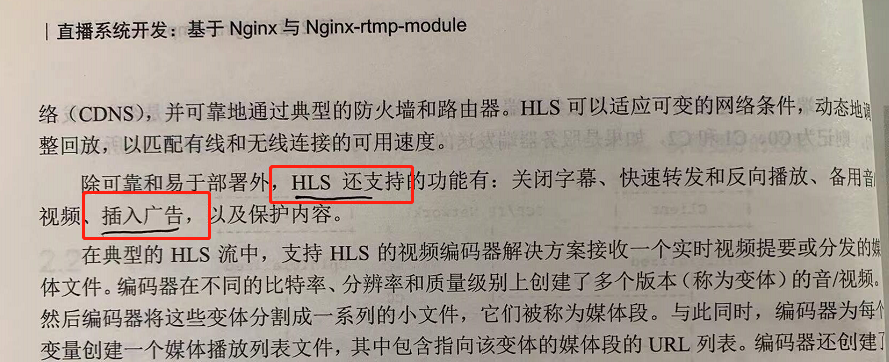 直播系统开发：基于 Nginx 与 Nginx-rtmp-module
络（CDNS），并可靠地通过典型的防火墙和路由器。HLS 可以适应可变的网络条件，动态地调
整回放，以匹配有线和无线连接的可用速度。
除可靠和易于部署外，HLS 还支持的功能有：关闭字幕、快速转发和反向播放、备用音
视频、插入广告，以及保护内容。
在典型的 HLS 流中，支持 HLS 的视频编码器解决方案接收一个实时视频提要或分发的媒
体文件。编码器在不同的比特率、分辨率和质量级别上创建了多个版本（称为变体）的音/视频。
然后编码器将这些变体分割成一系列的小文件，它们被称为媒体段。与此同时，编码器为每个
变量创建一个媒体播放列表文件，其中包含指向该变体的媒体段的 URL 列表。编码器还创建了